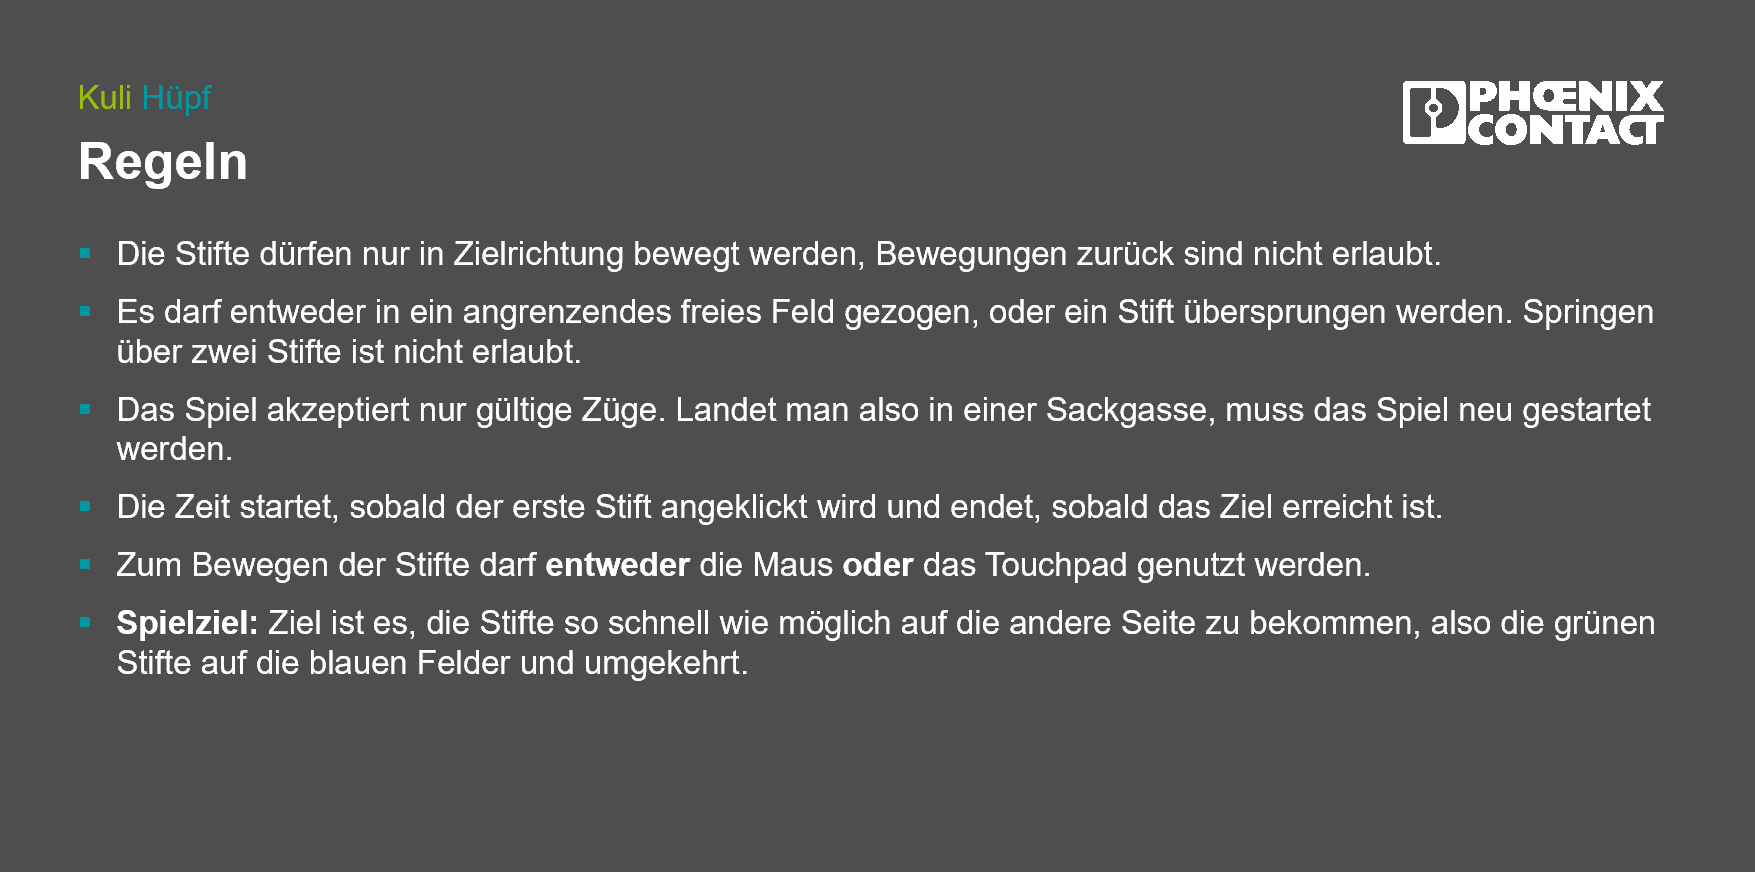 Kuli Hüpf
PHŒNIX
CONTACT
Regeln
Die Stifte dürfen nur in Zielrichtung bewegt werden, Bewegungen zurück sind nicht erlaubt.
Es darf entweder in ein angrenzendes freies Feld gezogen, oder ein Stift übersprungen werden. Springen
über zwei Stifte ist nicht erlaubt.
Das Spiel akzeptiert nur gültige Züge. Landet man also in einer Sackgasse, muss das Spiel neu gestartet
werden.
Die Zeit startet, sobald der erste Stift angeklickt wird und endet, sobald das Ziel erreicht ist.
Zum Bewegen der Stifte darf entweder die Maus oder das Touchpad genutzt werden.
Spielziel: Ziel ist es, die Stifte so schnell wie möglich auf die andere Seite zu bekommen, also die grünen
Stifte auf die blauen Felder und umgekehrt.